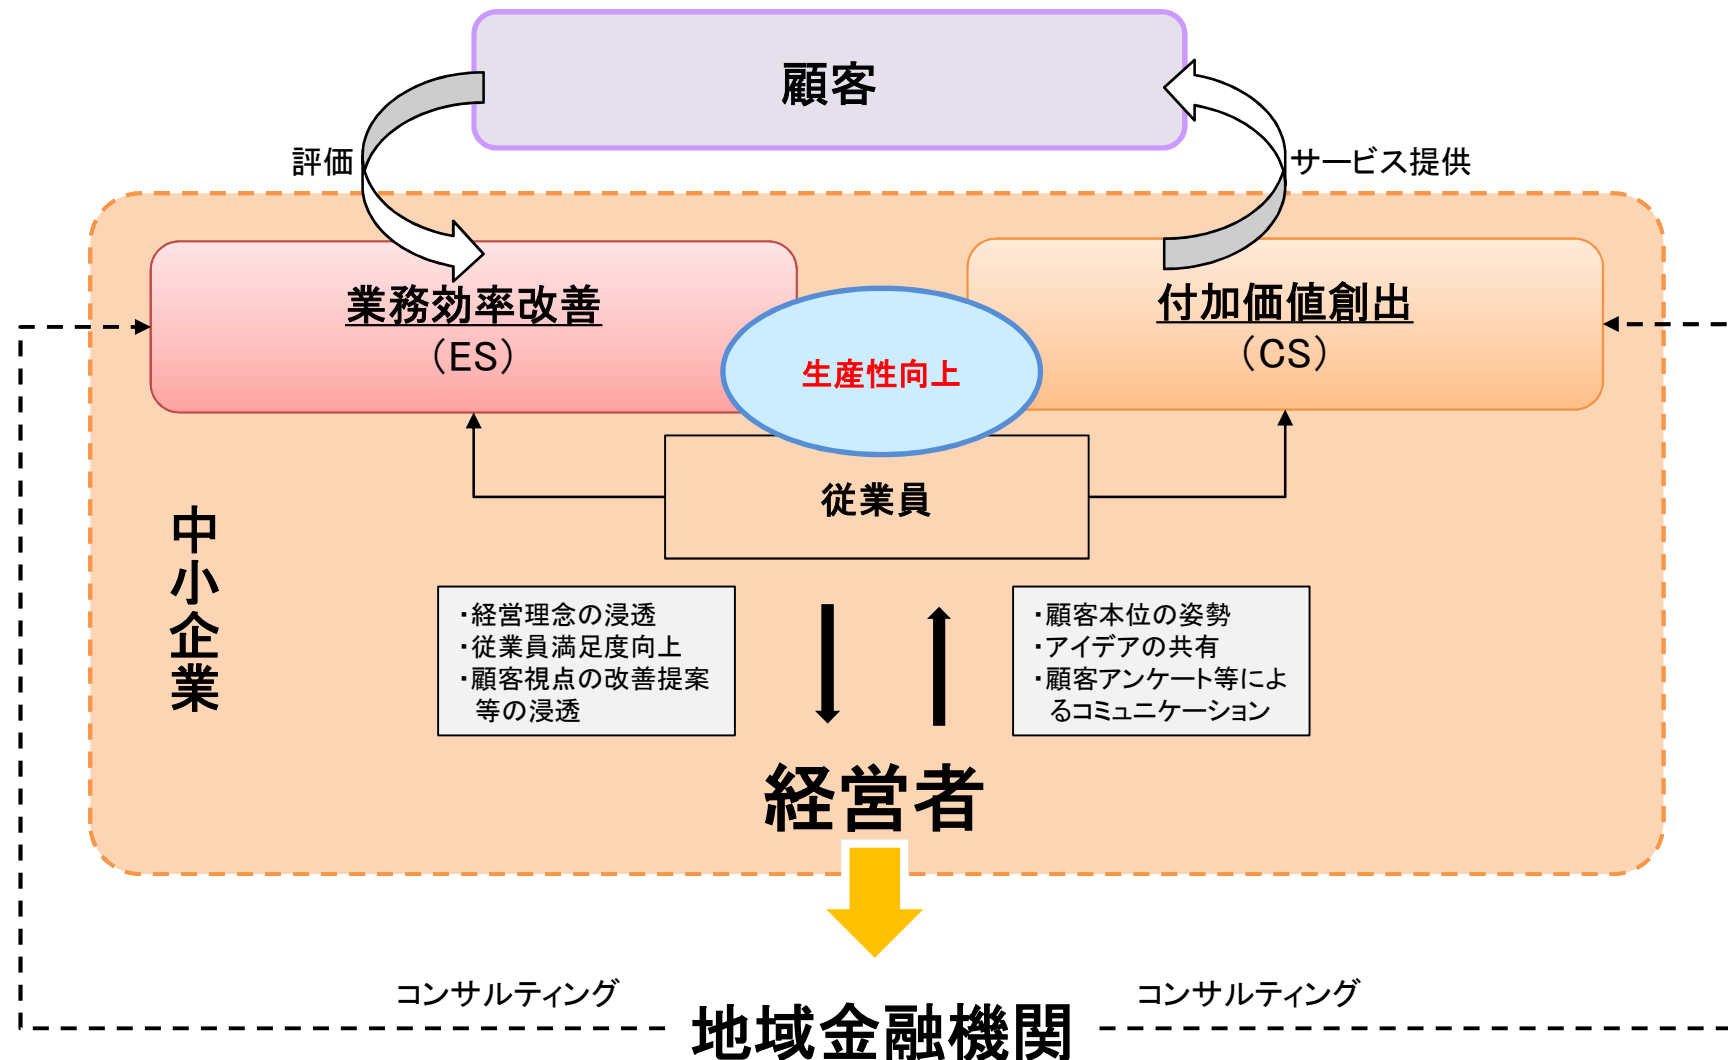 顧客
評価
サービス提供
業務効率改善
（ES）
付加価値創出
（CS）
生産性向上
従業員
中小企業
・経営理念の浸透
・従業員満足度向上
・顧客視点の改善提案
等の浸透
・顧客本位の姿勢
・アイデアの共有
・顧客アンケート等によ
るコミュニケーション
経営者
コンサルティング
コンサルティング
地域金融機関